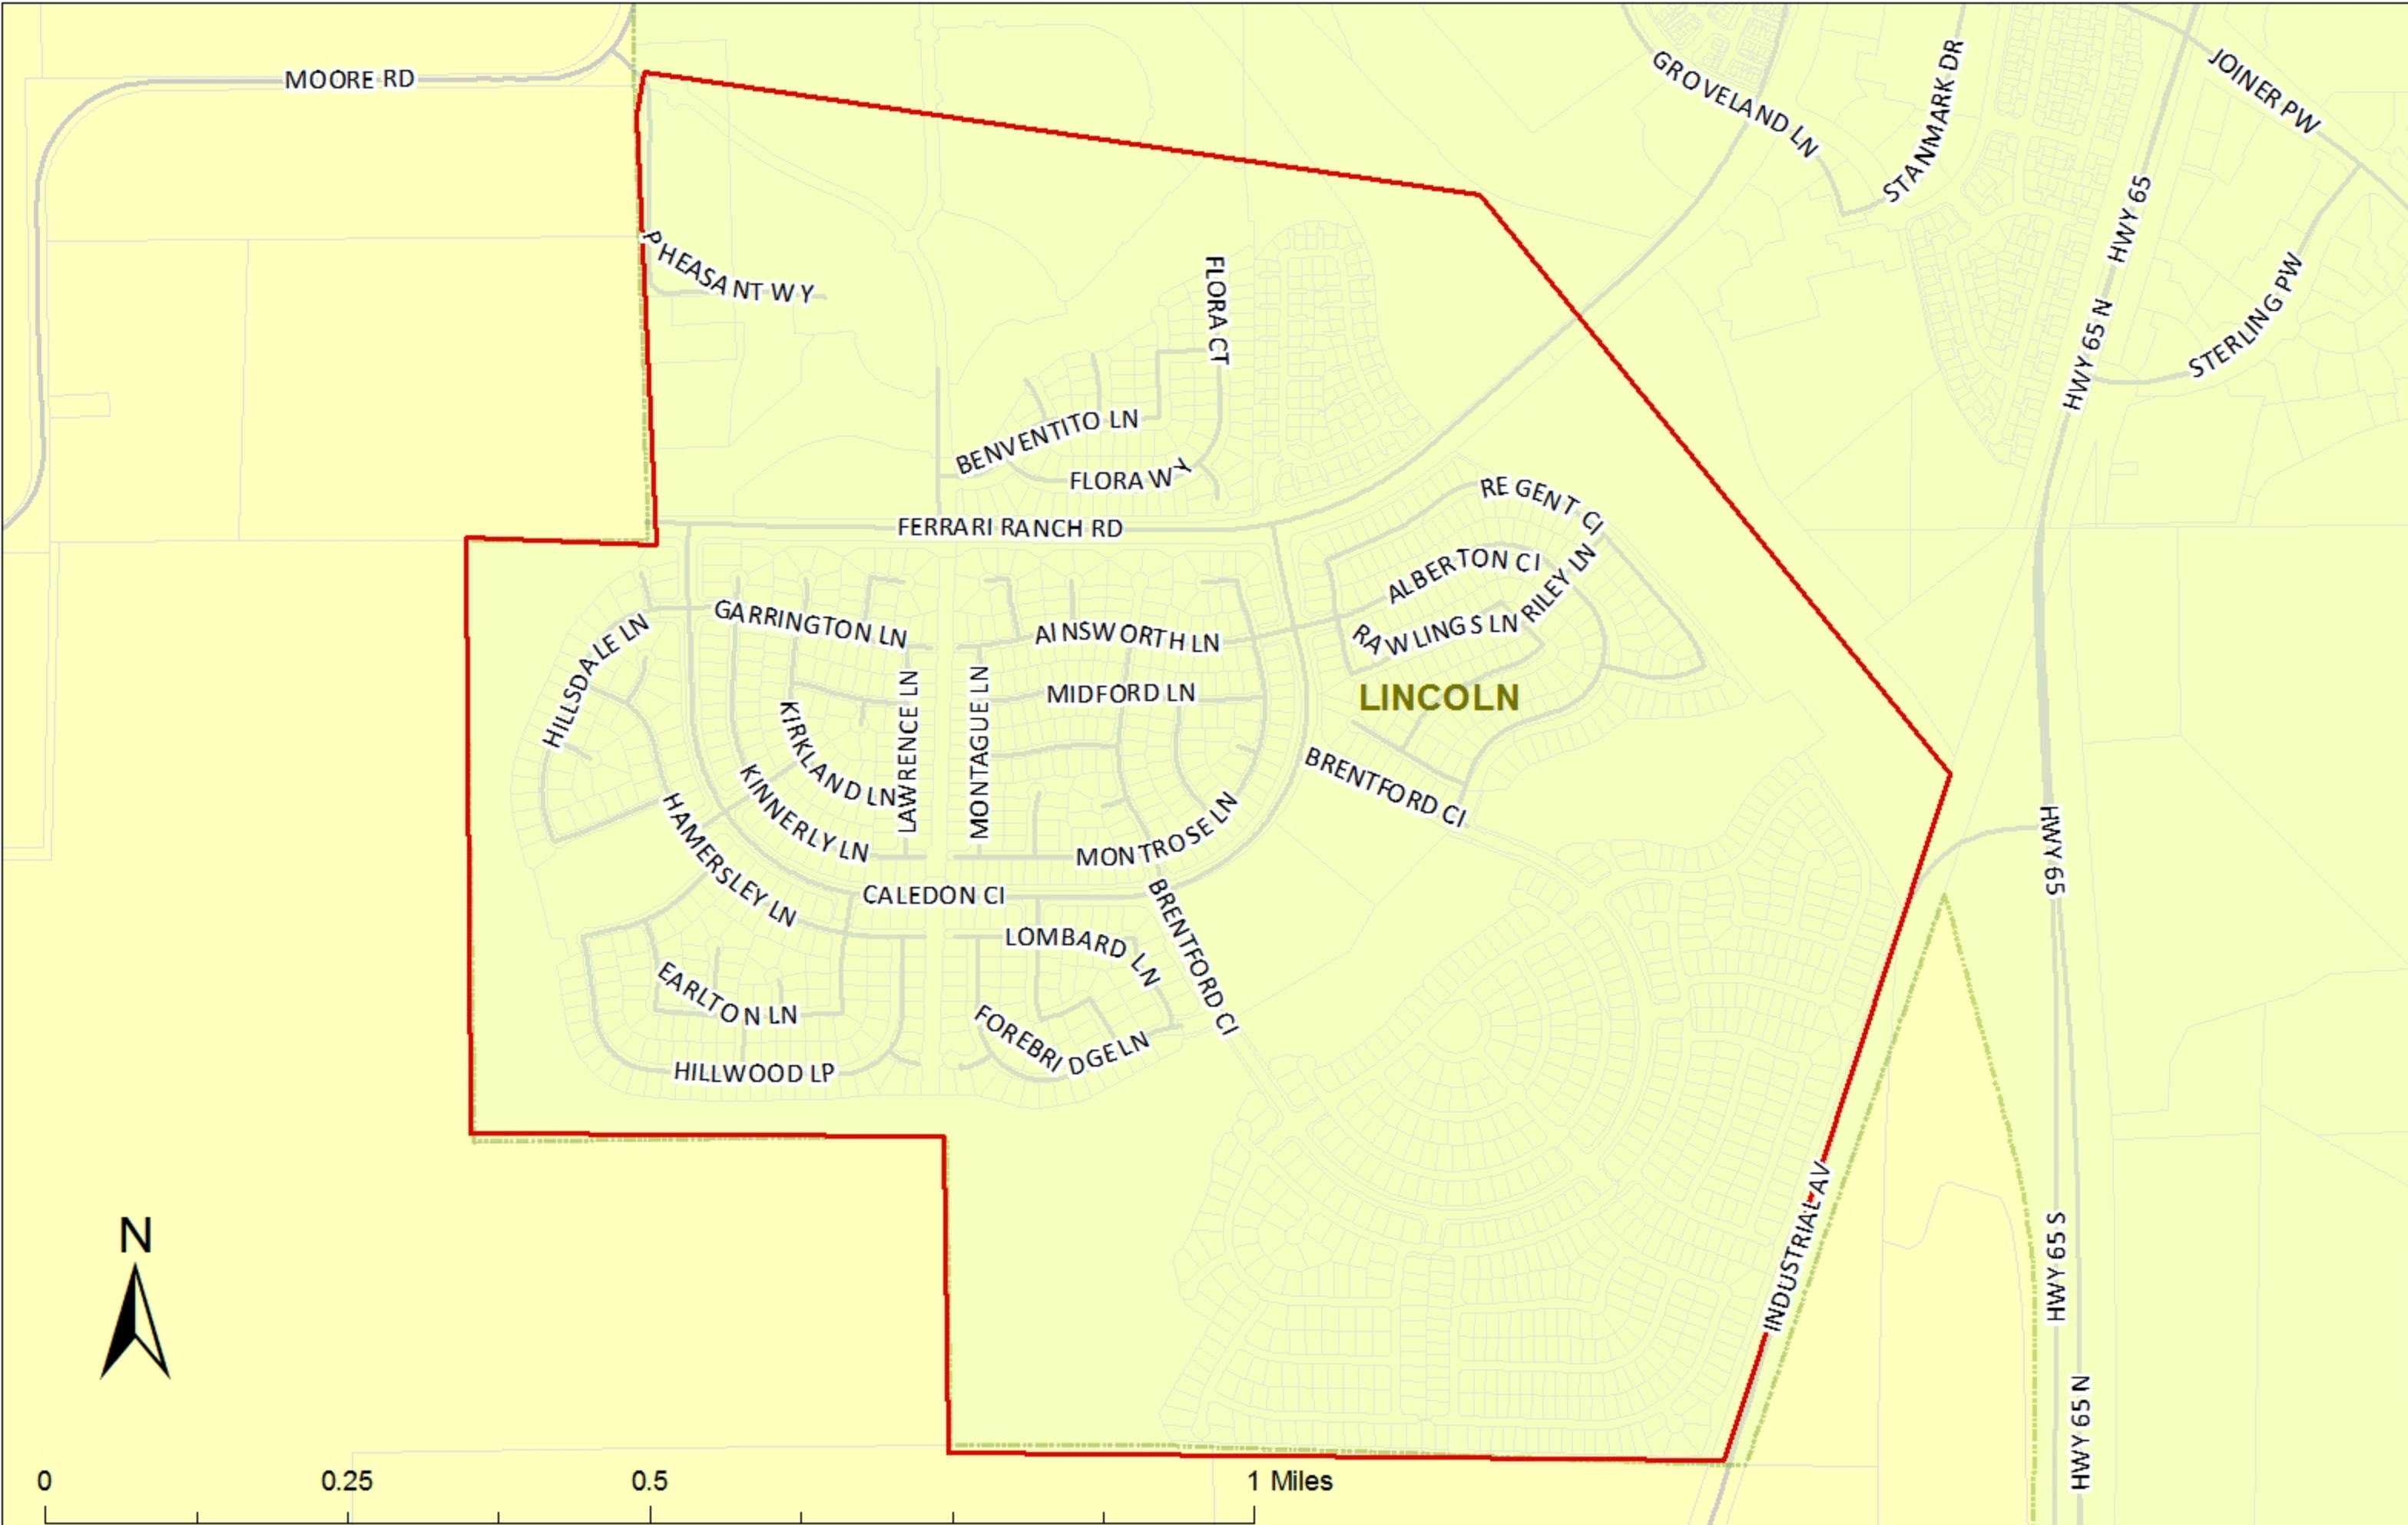 MOORE RD
GROVELAND LN
STANMARK DR
JOINER PW
HWY 65
HWY 65 N
STERLING PW
PHEASANT WY
FLORA CT
BENVENTITO LN
FLORA WY
FERRARI RANCH RD
REGENT CI
ALBERTON CI
RILEY LN
RAWLINGS LN
GARRINGTON LN
AINSWORTH LN
HILLSDALE LN
MIDFORD LN
LINCOLN
KIRKLAND LN
LAWRENCE LN
MONTAGUE LN
BRENTFORD CI
KINNERLY LN
HAMERSLEY LN
MONTROSE LN
HWY 65
CALEDON CI
BRENTFORD CI
LOMBARD LN
EARLTON LN
FOREBRIDGE LN
HILLWOOD LP
INDUSTRIAL AV
N
HWY 65 S
HWY 65 N
0 0.25 0.5 1 Miles